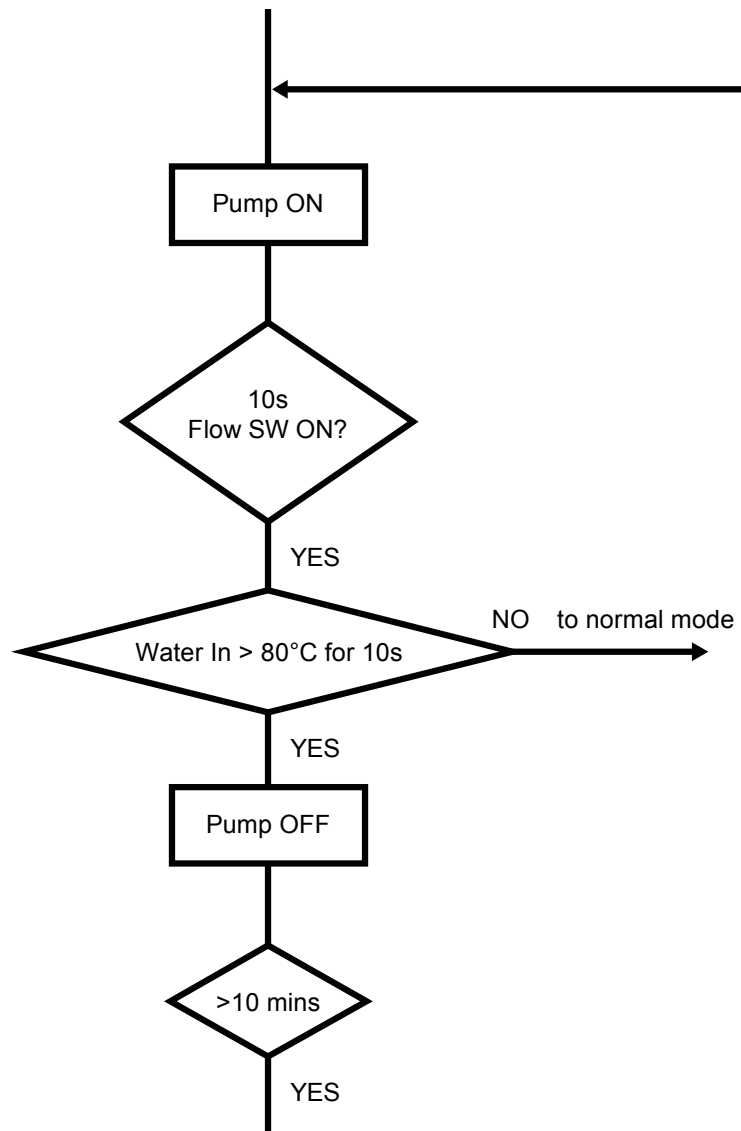 Pump ON
10s
Flow SW ON?
YES
NO to normal mode
Water In > 80°C for 10s
YES
Pump OFF
>10 mins
YES